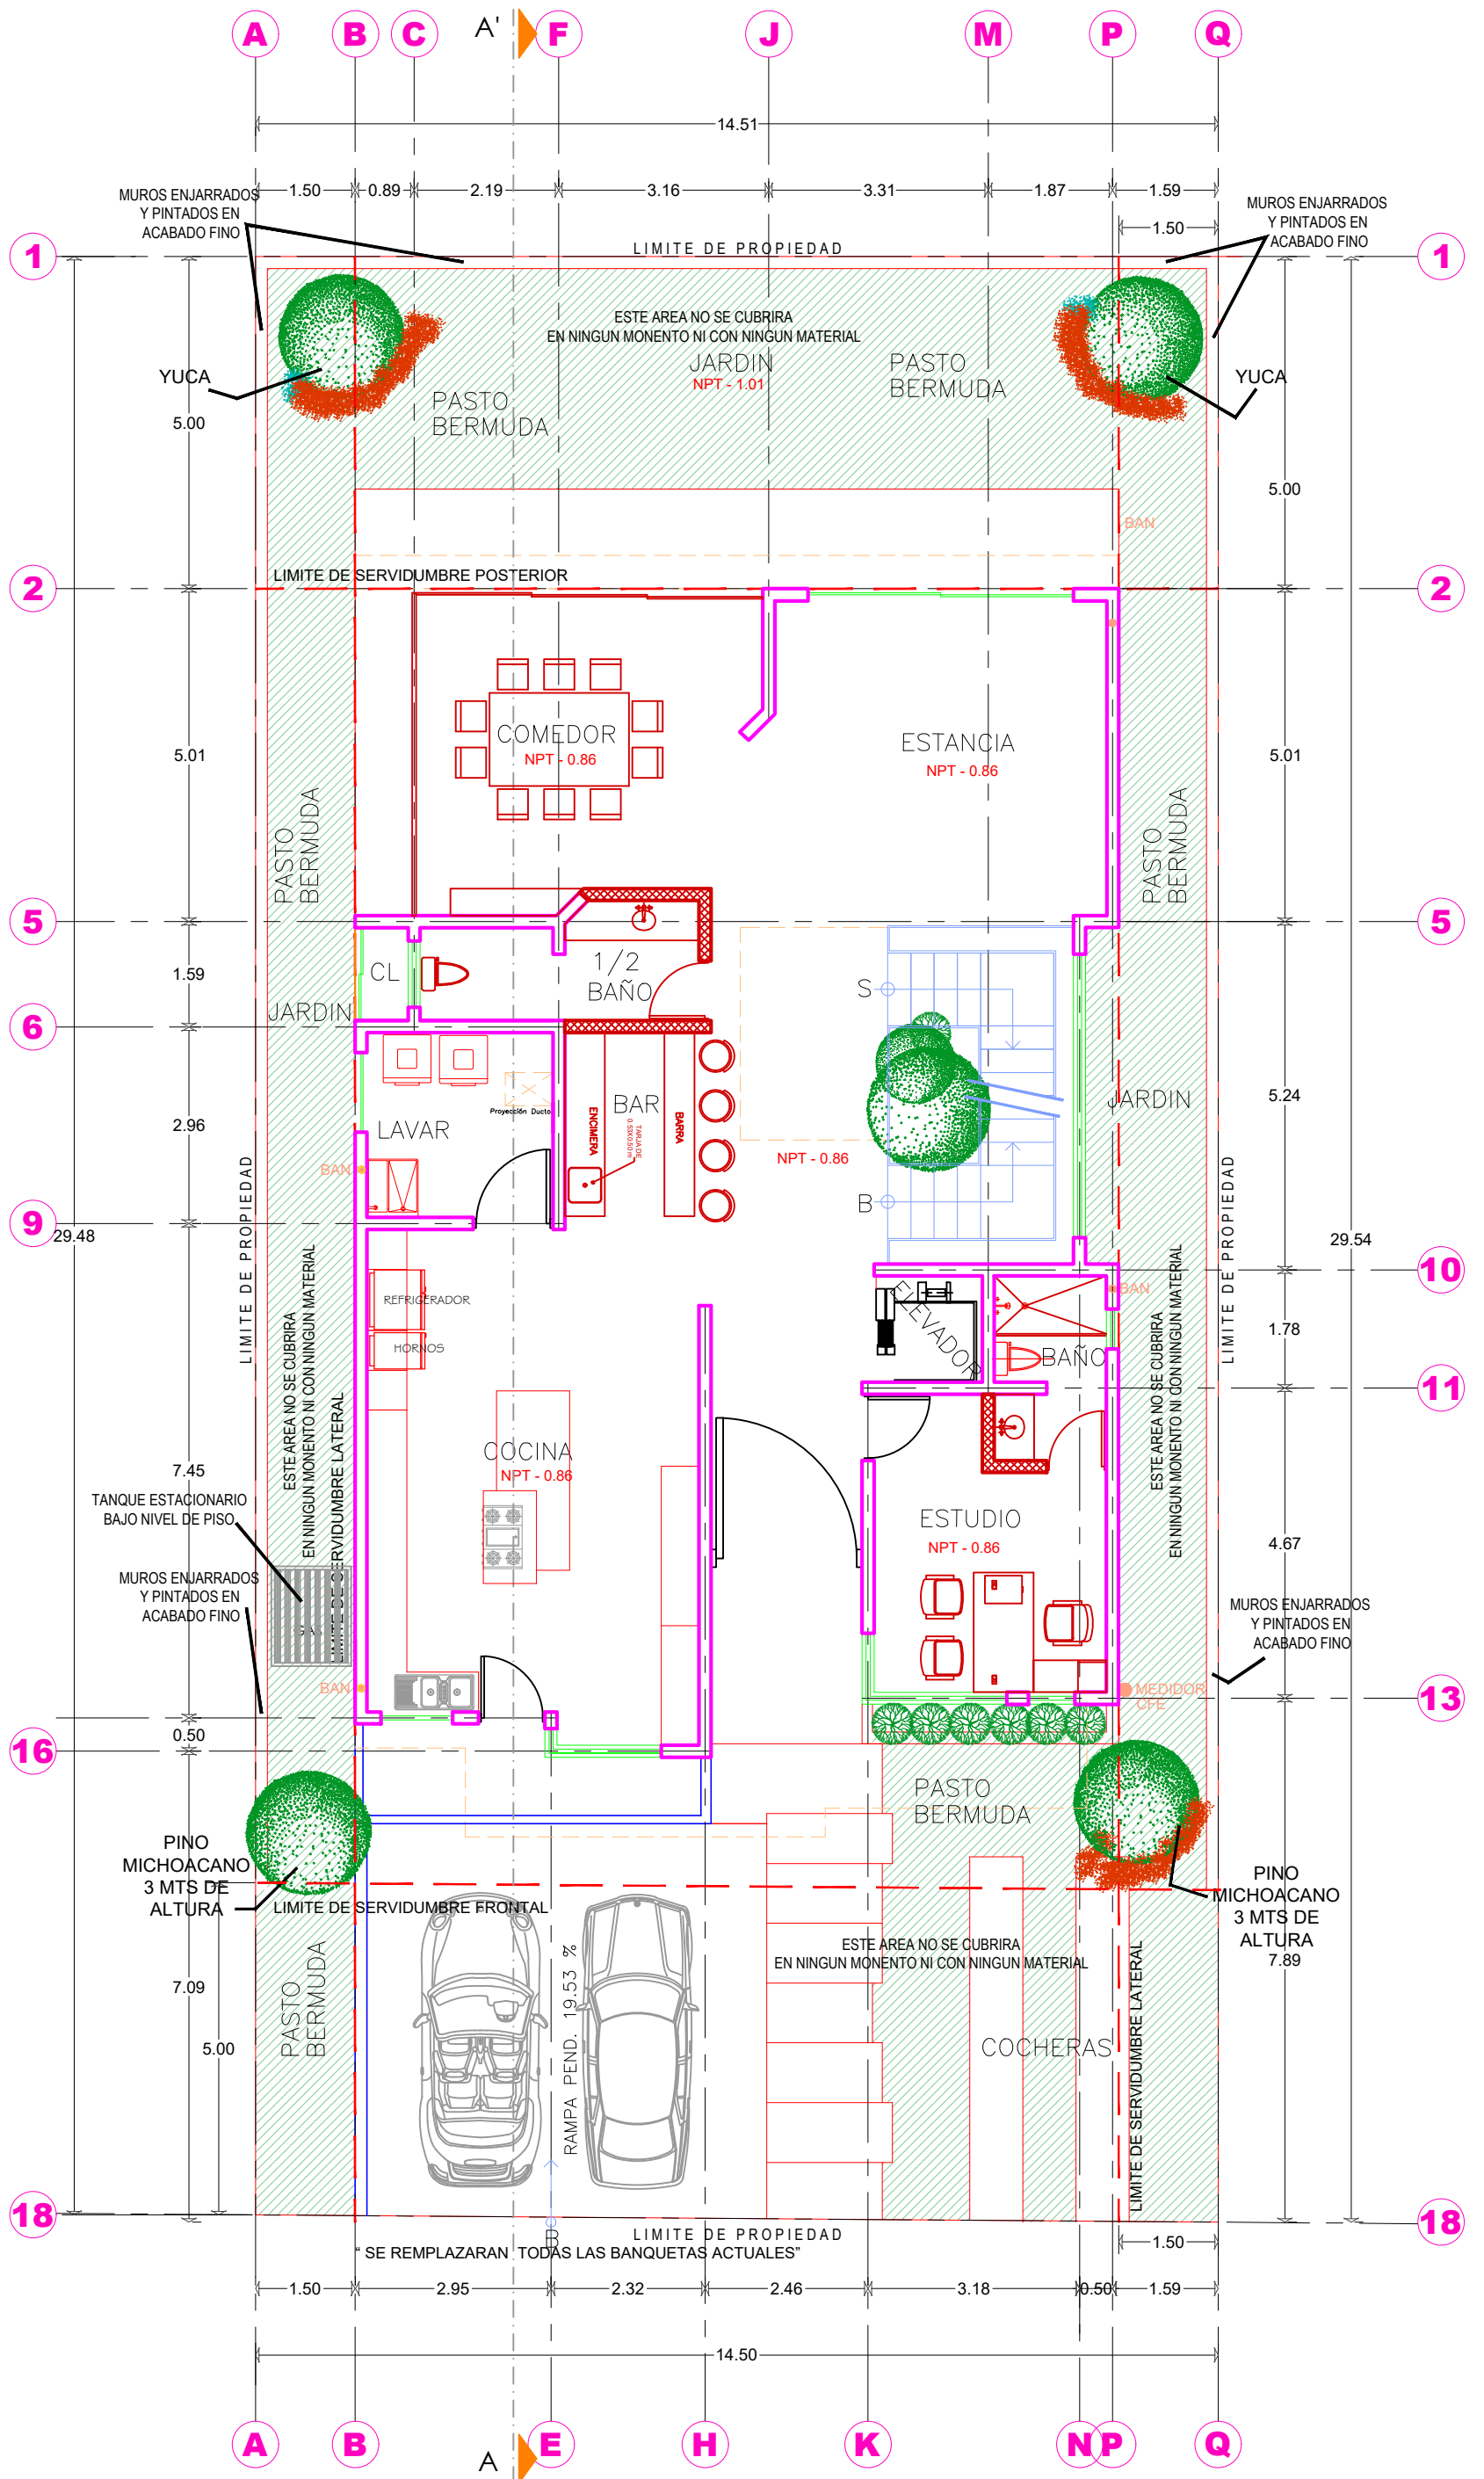 A B C A' F J M P Q
14.51
1.50 0.89 2.19 3.16 3.31 1.87 1.59
1.50
MUROS ENJARRADOS
Y PINTADOS EN
ACABADO FINO
MUROS ENJARRADOS
Y PINTADOS EN
ACABADO FINO
LIMITE DE PROPIEDAD
1
1
ESTE AREA NO SE CUBRIRA
EN NINGUN MONENTO NI CON NINGUN MATERIAL
JARDIN
NPT - 1.01
PASTO
BERMUDA
PASTO
BERMUDA
YUCA
YUCA
5.00
5.00
BAN
LIMITE DE SERVIDUMBRE POSTERIOR
2
2
COMEDOR
NPT - 0.86
ESTANCIA
NPT - 0.86
5.01
5.01
PASTO
BERMUDA
PASTO
BERMUDA
5
5
CL
1/2
BAÑO
1.59
JARDIN
S
6
LAVAR
Proyección Ducto
BAR
ENCIMERA
BARRA
TARJA DE
0.53X0.50 m
NPT - 0.86
B
JARDIN
2.96
5.24
BAN
9
29.48
29.54
LIMITE DE PROPIEDAD
LIMITE DE PROPIEDAD
ESTE AREA NO SE CUBRIRA
EN NINGUN MONENTO NI CON NINGUN MATERIAL
LIMITE DE SERVIDUMBRE LATERAL
ESTE AREA NO SE CUBRIRA
EN NINGUN MONENTO NI CON NINGUN MATERIAL
10
REFRIGERADOR
HORNOS
ELEVADOR
BAÑO
BAN
1.78
11
COCINA
NPT - 0.86
7.45
TANQUE ESTACIONARIO
BAJO NIVEL DE PISO
ESTUDIO
NPT - 0.86
4.67
MUROS ENJARRADOS
Y PINTADOS EN
ACABADO FINO
MUROS ENJARRADOS
Y PINTADOS EN
ACABADO FINO
BAN
MEDIDOR
CFE
13
0.50
16
PASTO
BERMUDA
PINO
MICHOACANO
3 MTS DE
ALTURA
PINO
MICHOACANO
3 MTS DE
ALTURA
LIMITE DE SERVIDUMBRE FRONTAL
ESTE AREA NO SE CUBRIRA
EN NINGUN MONENTO NI CON NINGUN MATERIAL
7.89
7.09
5.00
PASTO
BERMUDA
RAMPA PEND. 19.53 %
COCHERAS
LIMITE DE SERVIDUMBRE LATERAL
18
18
B
LIMITE DE PROPIEDAD
" SE REMPLAZARAN TODAS LAS BANQUETAS ACTUALES"
1.50
1.50 2.95 2.32 2.46 3.18 0.50 1.59
14.50
A B A E H K N P Q